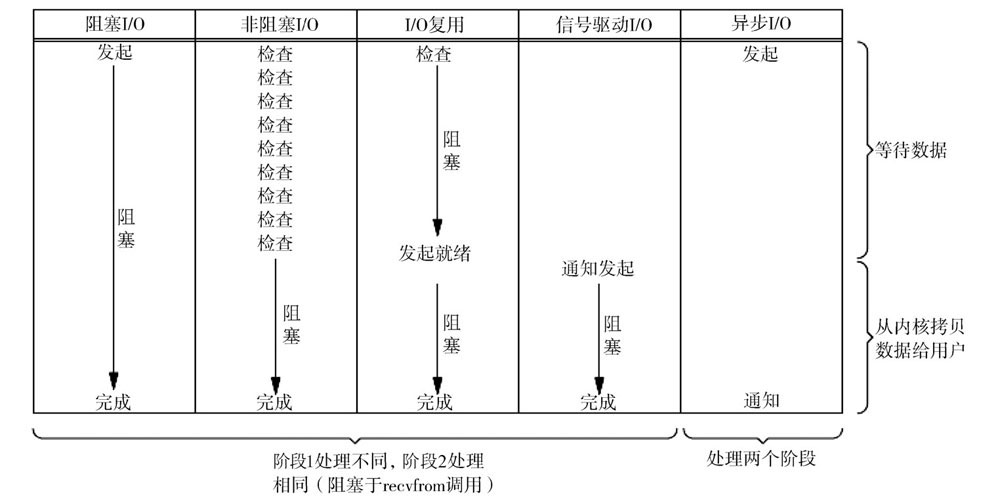 阻塞I/O 非阻塞I/O I/O复用 信号驱动I/O 异步I/O
发起 检查 检查 发起
检查
检查
检查
检查
检查
检查
检查
检查
阻
塞
阻
塞
等待数据
发起就绪
通知发起
阻
塞
阻
塞
阻
塞
从内核拷贝
数据给用户
完成 完成 完成 完成 通知
阶段1处理不同，阶段2处理
相同（阻塞于recvfrom调用）
处理两个阶段